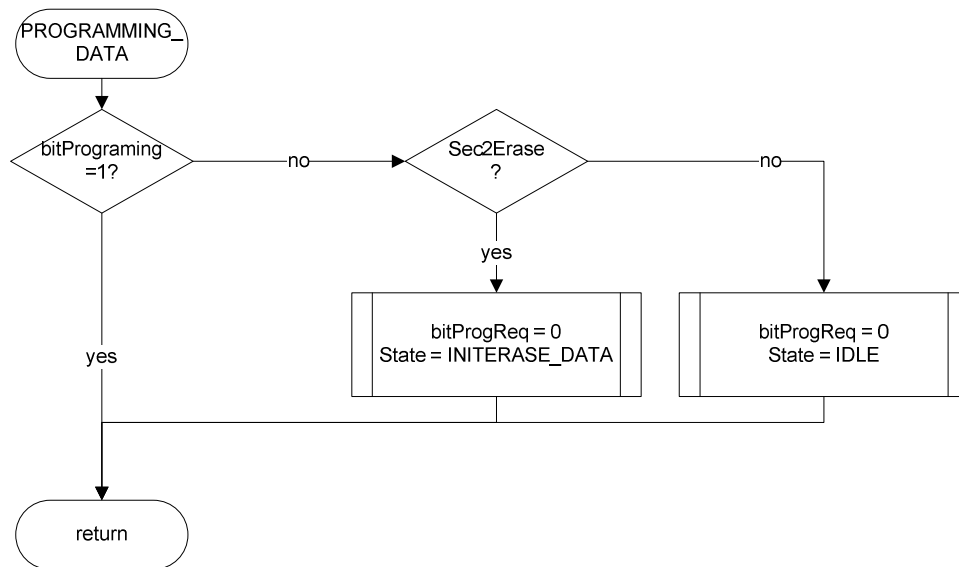 PROGRAMMING_
DATA
bitPrograming
=1?
no
Sec2Erase
?
no
yes
yes
bitProgReq = 0
State = INITERASE_DATA
bitProgReq = 0
State = IDLE
return